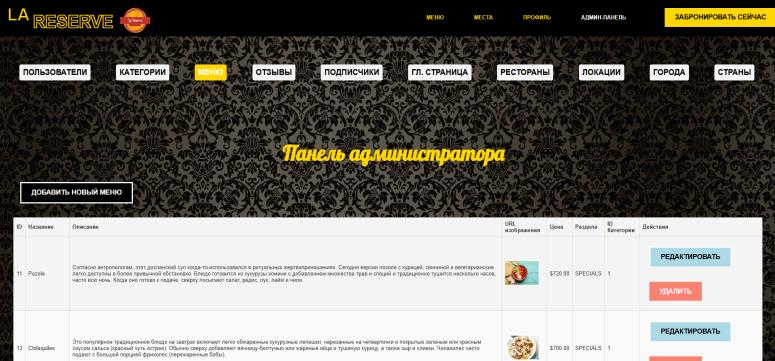 LA RESERVE
МЕНЮ МЕСТА ПРОФИЛЬ АДМИН-ПАНЕЛЬ ЗАБРОНИРОВАТЬ СЕЙЧАС
ПОЛЬЗОВАТЕЛИ КАТЕГОРИИ МЕНЮ ОТЗЫВЫ ПОДПИСЧИКИ ГЛ. СТРАНИЦА РЕСТОРАНЫ ЛОКАЦИИ ГОРОДА СТРАНЫ
Панель администратора
ДОБАВИТЬ НОВЫЙ МЕНЮ
ID Название Описание URL изображения Цена Раздела ID Категории Действия
РЕДАКТИРОВАТЬ
Согласно антропологам, этот доспанский суп когда-то использовался в ритуальных жертвоприношениях. Сегодня версии позоле с курицей, свининой и вегетарианские
11 Pozole легко доступны в более привычной обстановке. Блюдо готовится из кукурузы хомини с добавлением множества трав и специй и традиционно тушится несколько часов, $720.00 SPECIALS 1
часто всю ночь. Когда оно готово к подаче, сверху посыпают салат, редис, лук, лайм и чили.
УДАЛИТЬ
РЕДАКТИРОВАТЬ
Это популярное традиционное блюдо на завтрак включает легко обжаренные кукурузные лепешки, нарезанные на четвертинки и покрытые зеленым или красным
12 Chilaquiles соусом сальса (красный чуть острее). Обычно сверху добавляют яичницу-болтунью или жареные яйца и тушеную курицу, а также сыр и сливки. Чилакилес часто $700.00 SPECIALS 1
подают с большой порцией фрихолес (пережаренные бобы).